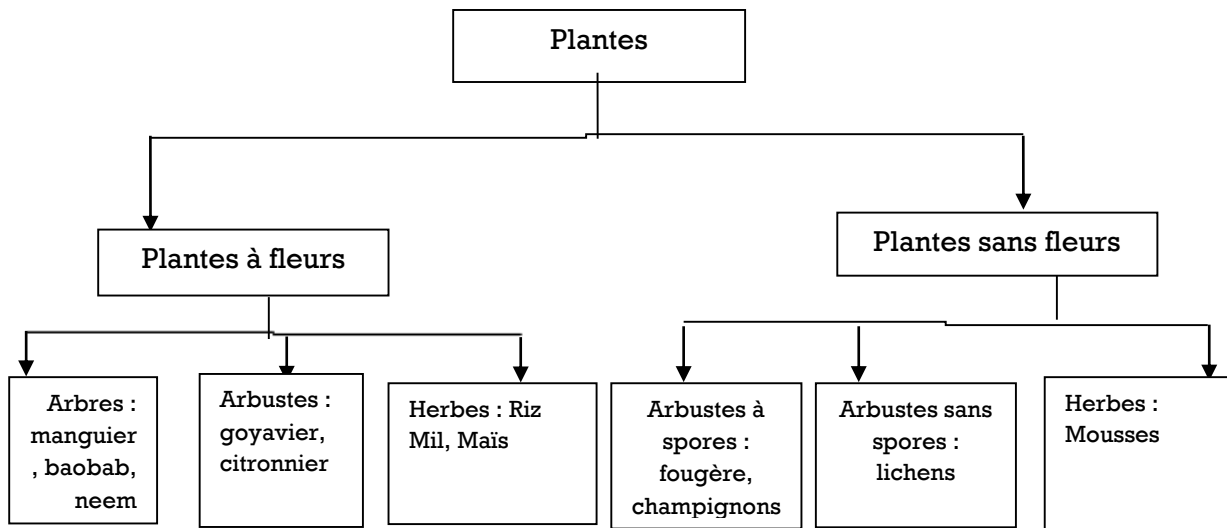 Plantes
Plantes à fleurs
Plantes sans fleurs
Arbres :
manguier
, baobab,
neem
Arbustes :
goyavier,
citronnier
Herbes : Riz
Mil, Maïs
Arbustes à
spores :
fougère,
champignons
Arbustes sans
spores :
lichens
Herbes :
Mousses